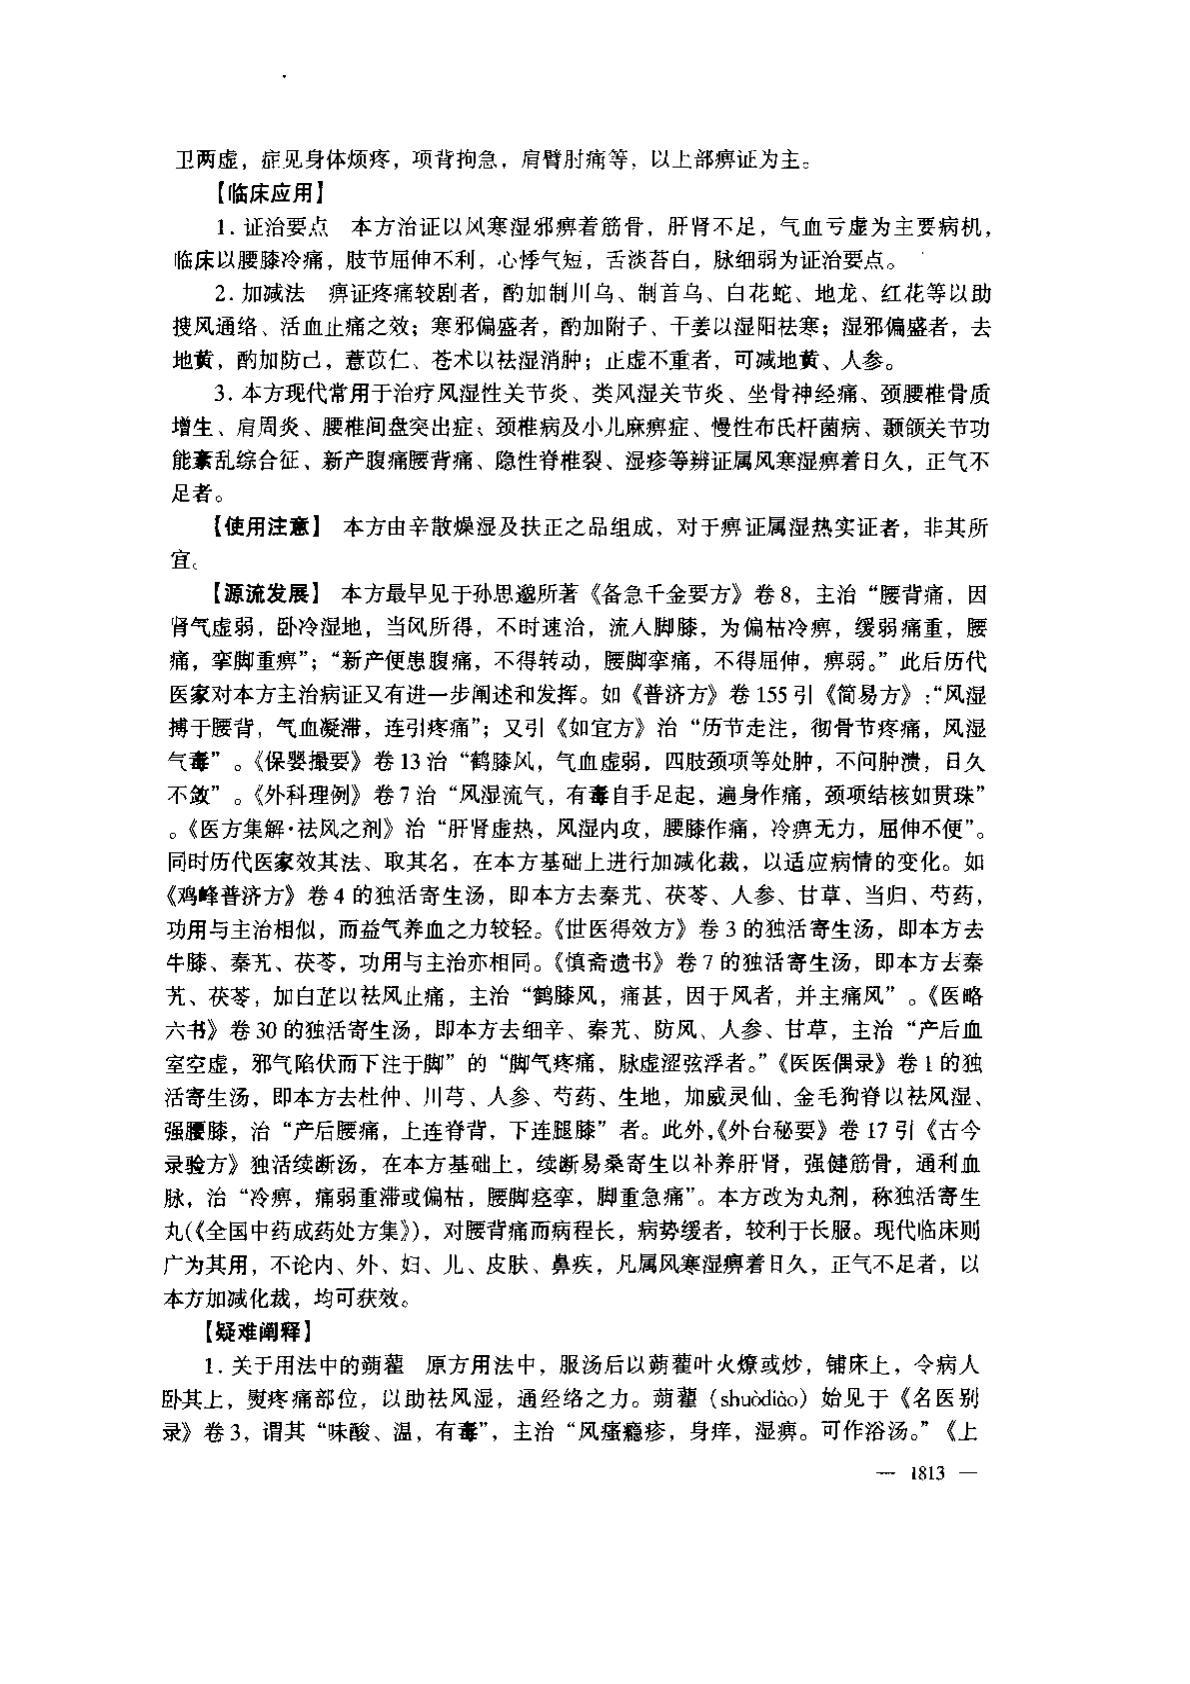 卫两虚，症见身体烦疼，项背拘急，肩臂肘痛等，以上部痹证为主。
【临床应用】
1. 证治要点　本方治证以风寒湿邪痹着筋骨，肝肾不足，气血亏虚为主要病机，
临床以腰膝冷痛，肢节屈伸不利，心悸气短，舌淡苔白，脉细弱为证治要点。
2. 加减法　痹证疼痛较剧者，酌加制川乌、制首乌、白花蛇、地龙、红花等以助
搜风通络、活血止痛之效；寒邪偏盛者，酌加附子、干姜以湿阳祛寒；湿邪偏盛者，去
地黄，酌加防己，薏苡仁、苍术以祛湿消肿；正虚不重者，可减地黄、人参。
3. 本方现代常用于治疗风湿性关节炎、类风湿关节炎、坐骨神经痛、颈腰椎骨质
增生、肩周炎、腰椎间盘突出症、颈椎病及小儿麻痹症、慢性布氏杆菌病、颞颌关节功
能紊乱综合征、新产腹痛腰背痛、隐性脊椎裂、湿疹等辨证属风寒湿痹着日久，正气不
足者。
【使用注意】　本方由辛散燥湿及扶正之品组成，对于痹证属湿热实证者，非其所
宜。
【源流发展】　本方最早见于孙思邈所著《备急千金要方》卷 8，主治“腰背痛，因
肾气虚弱，卧冷湿地，当风所得，不时速治，流入脚膝，为偏枯冷痹，缓弱痛重，腰
痛，挛脚重痹”；“新产便患腹痛，不得转动，腰脚挛痛，不得屈伸，痹弱。”此后历代
医家对本方主治病证又有进一步阐述和发挥。如《普济方》卷 155 引《简易方》：“风湿
搏于腰背，气血凝滞，连引疼痛”；又引《如宜方》治“历节走注，彻骨节疼痛，风湿
气毒”。《保婴撮要》卷 13 治“鹤膝风，气血虚弱，四肢颈项等处肿，不问肿溃，日久
不敛”。《外科理例》卷 7 治“风湿流气，有毒自手足起，遍身作痛，颈项结核如贯珠”
。《医方集解·祛风之剂》治“肝肾虚热，风湿内攻，腰膝作痛，冷痹无力，屈伸不便”。
同时历代医家效其法、取其名，在本方基础上进行加减化裁，以适应病情的变化。如
《鸡峰普济方》卷 4 的独活寄生汤，即本方去秦艽、茯苓、人参、甘草、当归、芍药，
功用与主治相似，而益气养血之力较轻。《世医得效方》卷 3 的独活寄生汤，即本方去
牛膝、秦艽、茯苓，功用与主治亦相同。《慎斋遗书》卷 7 的独活寄生汤，即本方去秦
艽、茯苓，加白芷以祛风止痛，主治“鹤膝风，痛甚，因于风者，并主痛风”。《医略
六书》卷 30 的独活寄生汤，即本方去细辛、秦艽、防风、人参、甘草，主治“产后血
室空虚，邪气陷伏而下注于脚”的“脚气疼痛，脉虚涩弦浮者。”《医医偶录》卷 1 的独
活寄生汤，即本方去杜仲、川芎、人参、芍药、生地，加威灵仙、金毛狗脊以祛风湿、
强腰膝，治“产后腰痛，上连脊背，下连腿膝”者。此外，《外台秘要》卷 17 引《古今
录验方》独活续断汤，在本方基础上，续断易桑寄生以补养肝肾，强健筋骨，通利血
脉，治“冷痹，痛弱重滞或偏枯，腰脚痉挛，脚重急痛”。本方改为丸剂，称独活寄生
丸(《全国中药成药处方集》)，对腰背痛而病程长，病势缓者，较利于长服。现代临床则
广为其用，不论内、外、妇、儿、皮肤、鼻疾，凡属风寒湿痹着日久，正气不足者，以
本方加减化裁，均可获效。
【疑难阐释】
1. 关于用法中的蒴藋　原方用法中，服汤后以蒴藋叶火燎或炒，铺床上，令病人
卧其上，熨疼痛部位，以助祛风湿，通经络之力。蒴藋（shuòdiào）始见于《名医别
录》卷 3，谓其“味酸、温，有毒”，主治“风瘙瘾疹，身痒，湿痹。可作浴汤。”《上
— 1813 —